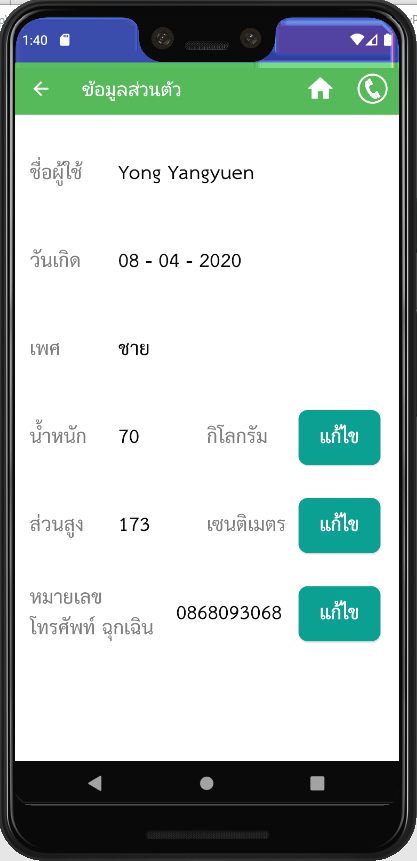 1:40
ข้อมูลส่วนตัว
ชื่อผู้ใช้ Yong Yangyuen
วันเกิด 08 - 04 - 2020
เพศ ชาย
น้ำหนัก 70 กิโลกรัม แก้ไข
ส่วนสูง 173 เซนติเมตร แก้ไข
หมายเลข
โทรศัพท์ ฉุกเฉิน 0868093068 แก้ไข